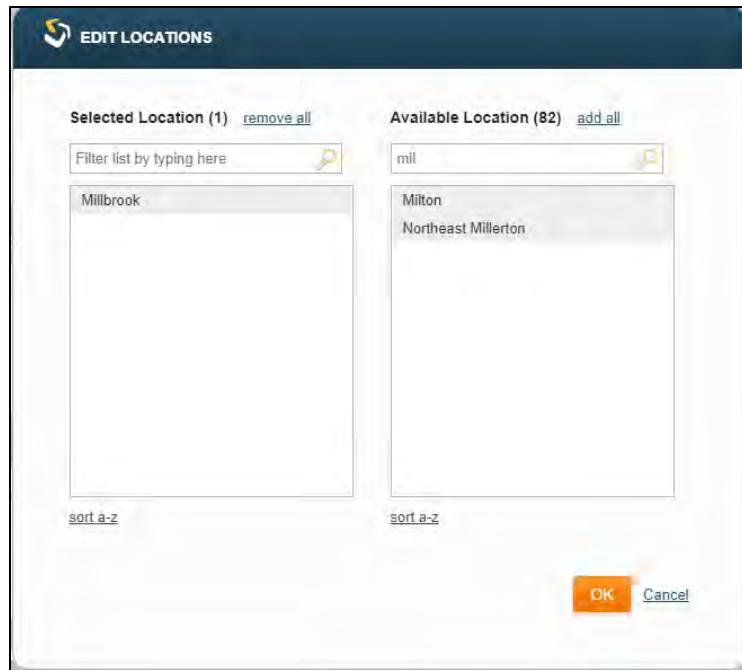 EDIT LOCATIONS
Selected Location (1) remove all
Available Location (82) add all
Filter list by typing here
mil
Millbrook
Milton
Northeast Millerton
sort a-z
sort a-z
OK Cancel